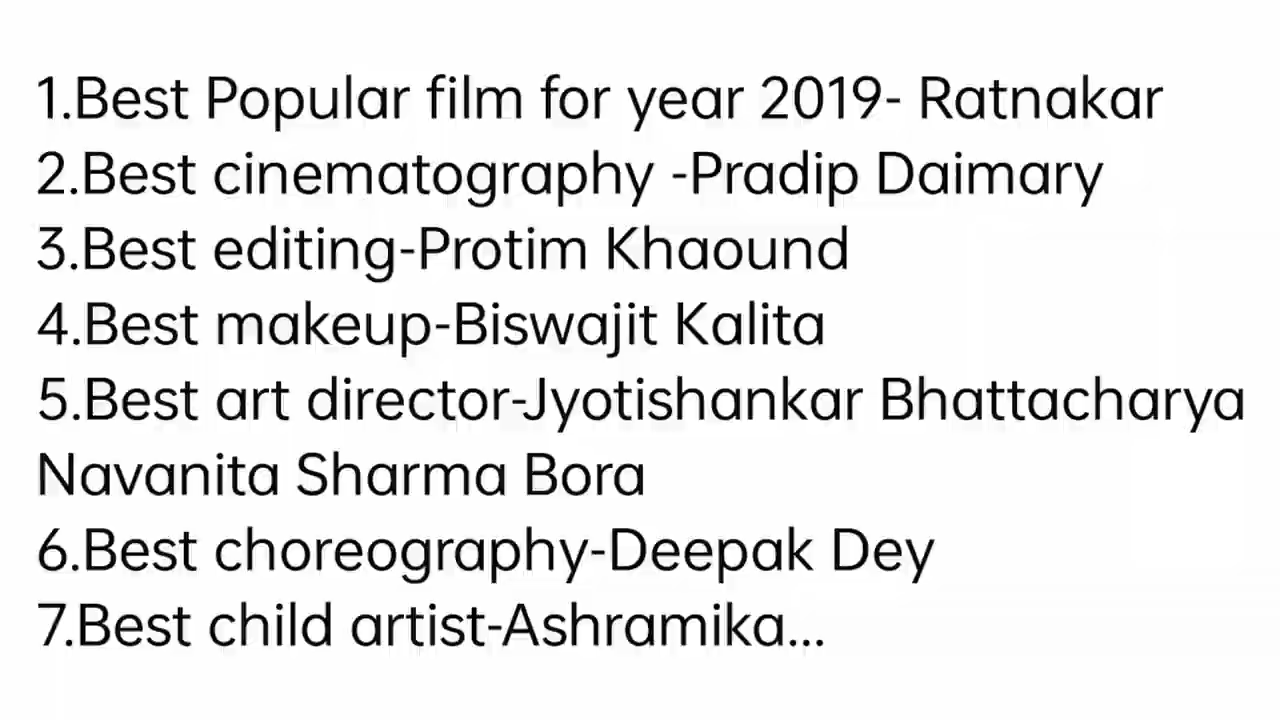 1.Best Popular film for year 2019- Ratnakar
2.Best cinematography -Pradip Daimary
3.Best editing-Protim Khaound
4.Best makeup-Biswajit Kalita
5.Best art director-Jyotishankar Bhattacharya
Navanita Sharma Bora
6.Best choreography-Deepak Dey
7.Best child artist-Ashramika...